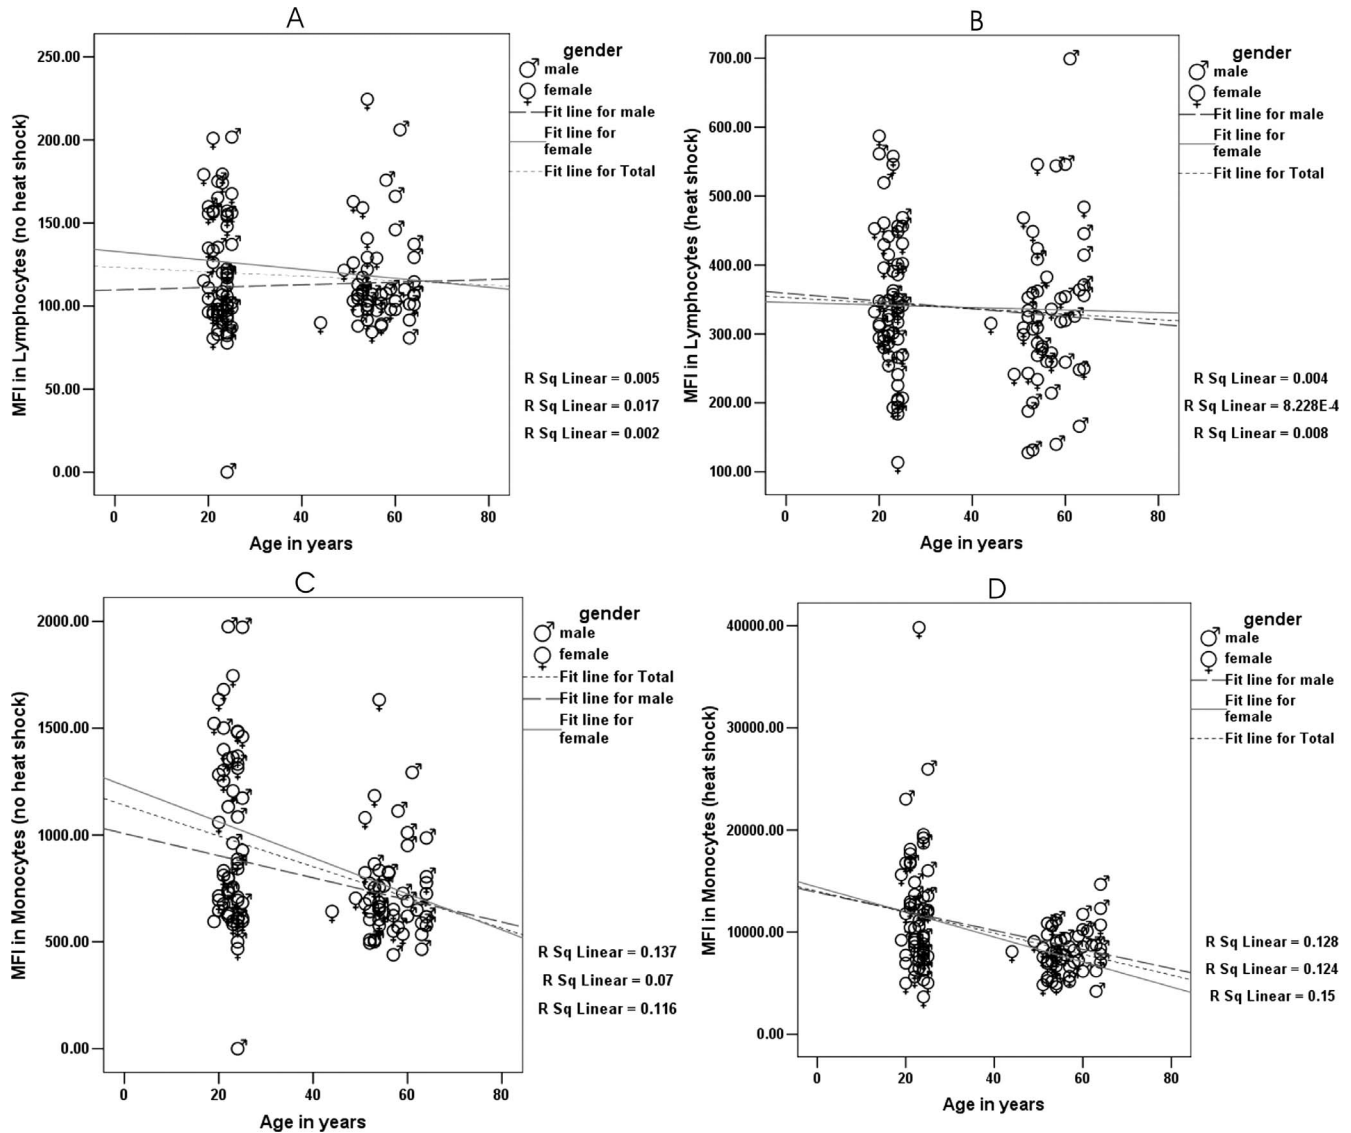 A
MFI in Lymphocytes (no heat shock)
250.00
200.00
150.00
100.00
50.00
0.00
0 20 40 60 80
Age in years
gender
male
female
Fit line for male
Fit line for
female
Fit line for Total
R Sq Linear = 0.005
R Sq Linear = 0.017
R Sq Linear = 0.002
B
MFI in Lymphocytes (heat shock)
700.00
600.00
500.00
400.00
300.00
200.00
100.00
0 20 40 60 80
Age in years
gender
male
female
Fit line for male
Fit line for
female
Fit line for Total
R Sq Linear = 0.004
R Sq Linear = 8.228E-4
R Sq Linear = 0.008
C
MFI in Monocytes (no heat shock)
2000.00
1500.00
1000.00
500.00
0.00
0 20 40 60 80
Age in years
gender
male
female
Fit line for Total
Fit line for male
Fit line for
female
R Sq Linear = 0.137
R Sq Linear = 0.07
R Sq Linear = 0.116
D
MFI in Monocytes (heat shock)
40000.00
30000.00
20000.00
10000.00
0.00
0 20 40 60 80
Age in years
gender
male
female
Fit line for male
Fit line for
female
Fit line for Total
R Sq Linear = 0.128
R Sq Linear = 0.124
R Sq Linear = 0.15